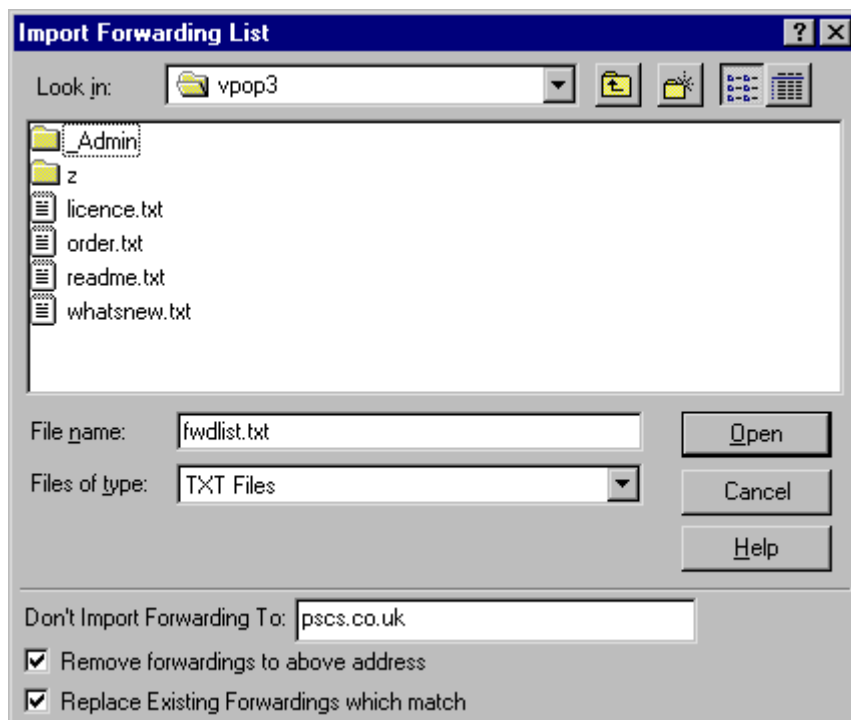 Import Forwarding List
Look in: vpop3
_Admin
z
licence.txt
order.txt
readme.txt
whatsnew.txt
File name: fwdlist.txt Open
Files of type: TXT Files Cancel
Help
Don't Import Forwarding To: pscs.co.uk
Remove forwardings to above address
Replace Existing Forwardings which match